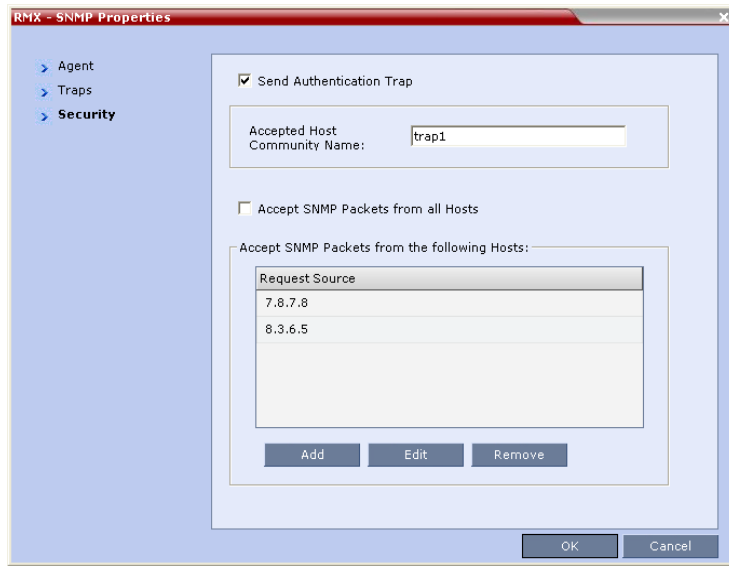 RMX - SNMP Properties
Agent
Traps
Security
Send Authentication Trap
Accepted Host
Community Name:
trap1
Accept SNMP Packets from all Hosts
Accept SNMP Packets from the following Hosts:
Request Source
7.8.7.8
8.3.6.5
Add
Edit
Remove
OK
Cancel